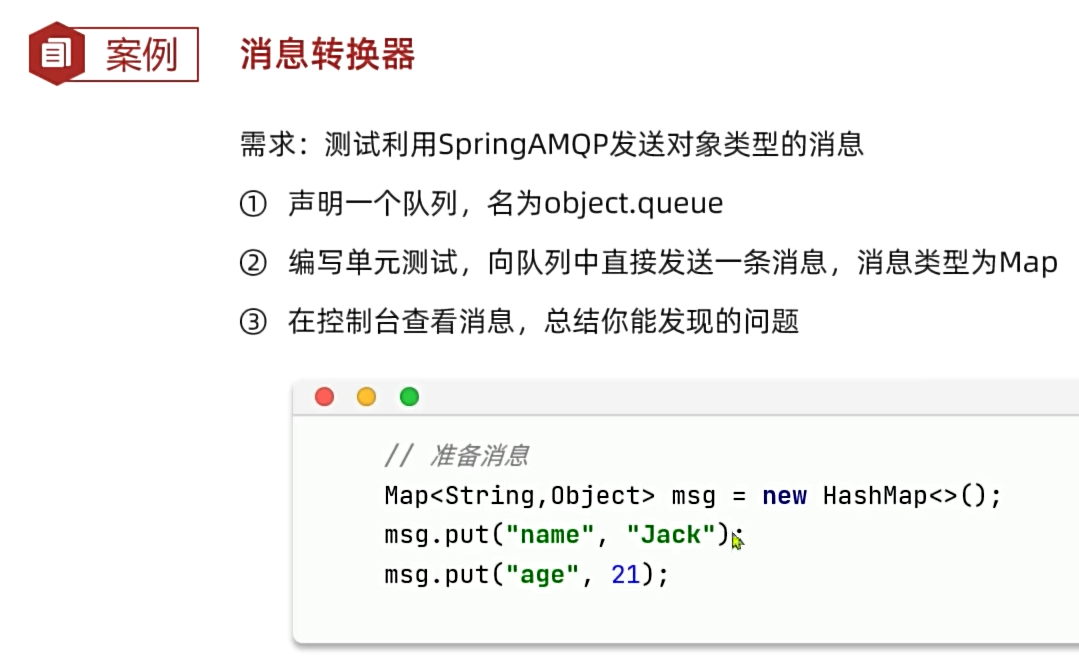 案例
消息转换器
需求：测试利用SpringAMQP发送对象类型的消息
① 声明一个队列，名为object.queue
② 编写单元测试，向队列中直接发送一条消息，消息类型为Map
③ 在控制台查看消息，总结你能发现的问题
// 准备消息
Map<String,Object> msg = new HashMap<>();
msg.put("name", "Jack");
msg.put("age", 21);